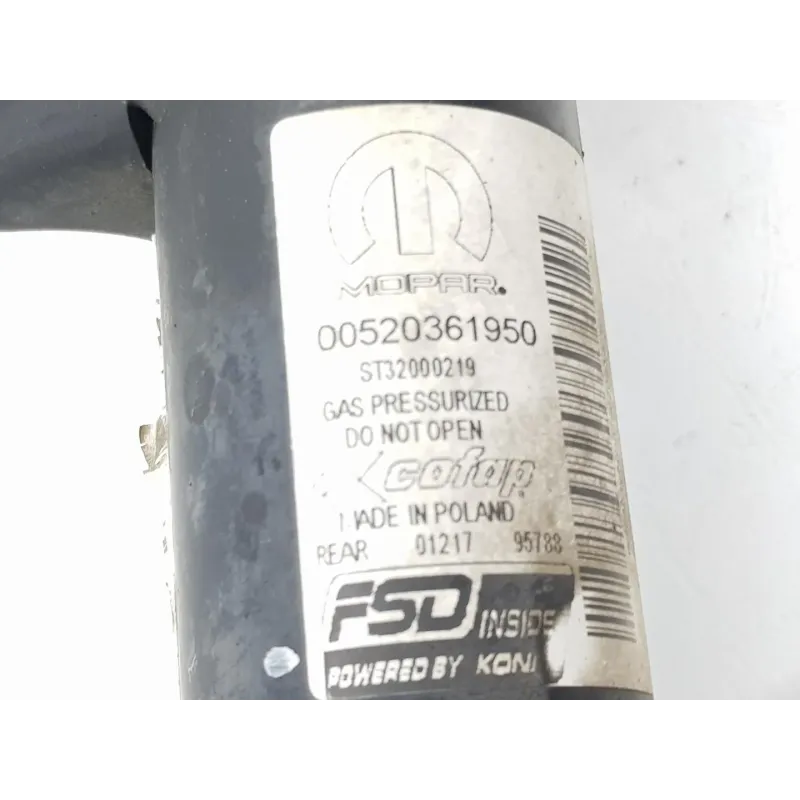 MOPAR®
00520361950
ST32000219
GAS PRESSURIZED
DO NOT OPEN
cofap
MADE IN POLAND
REAR 01217 95788
FSD INSIDE
POWERED BY KONI